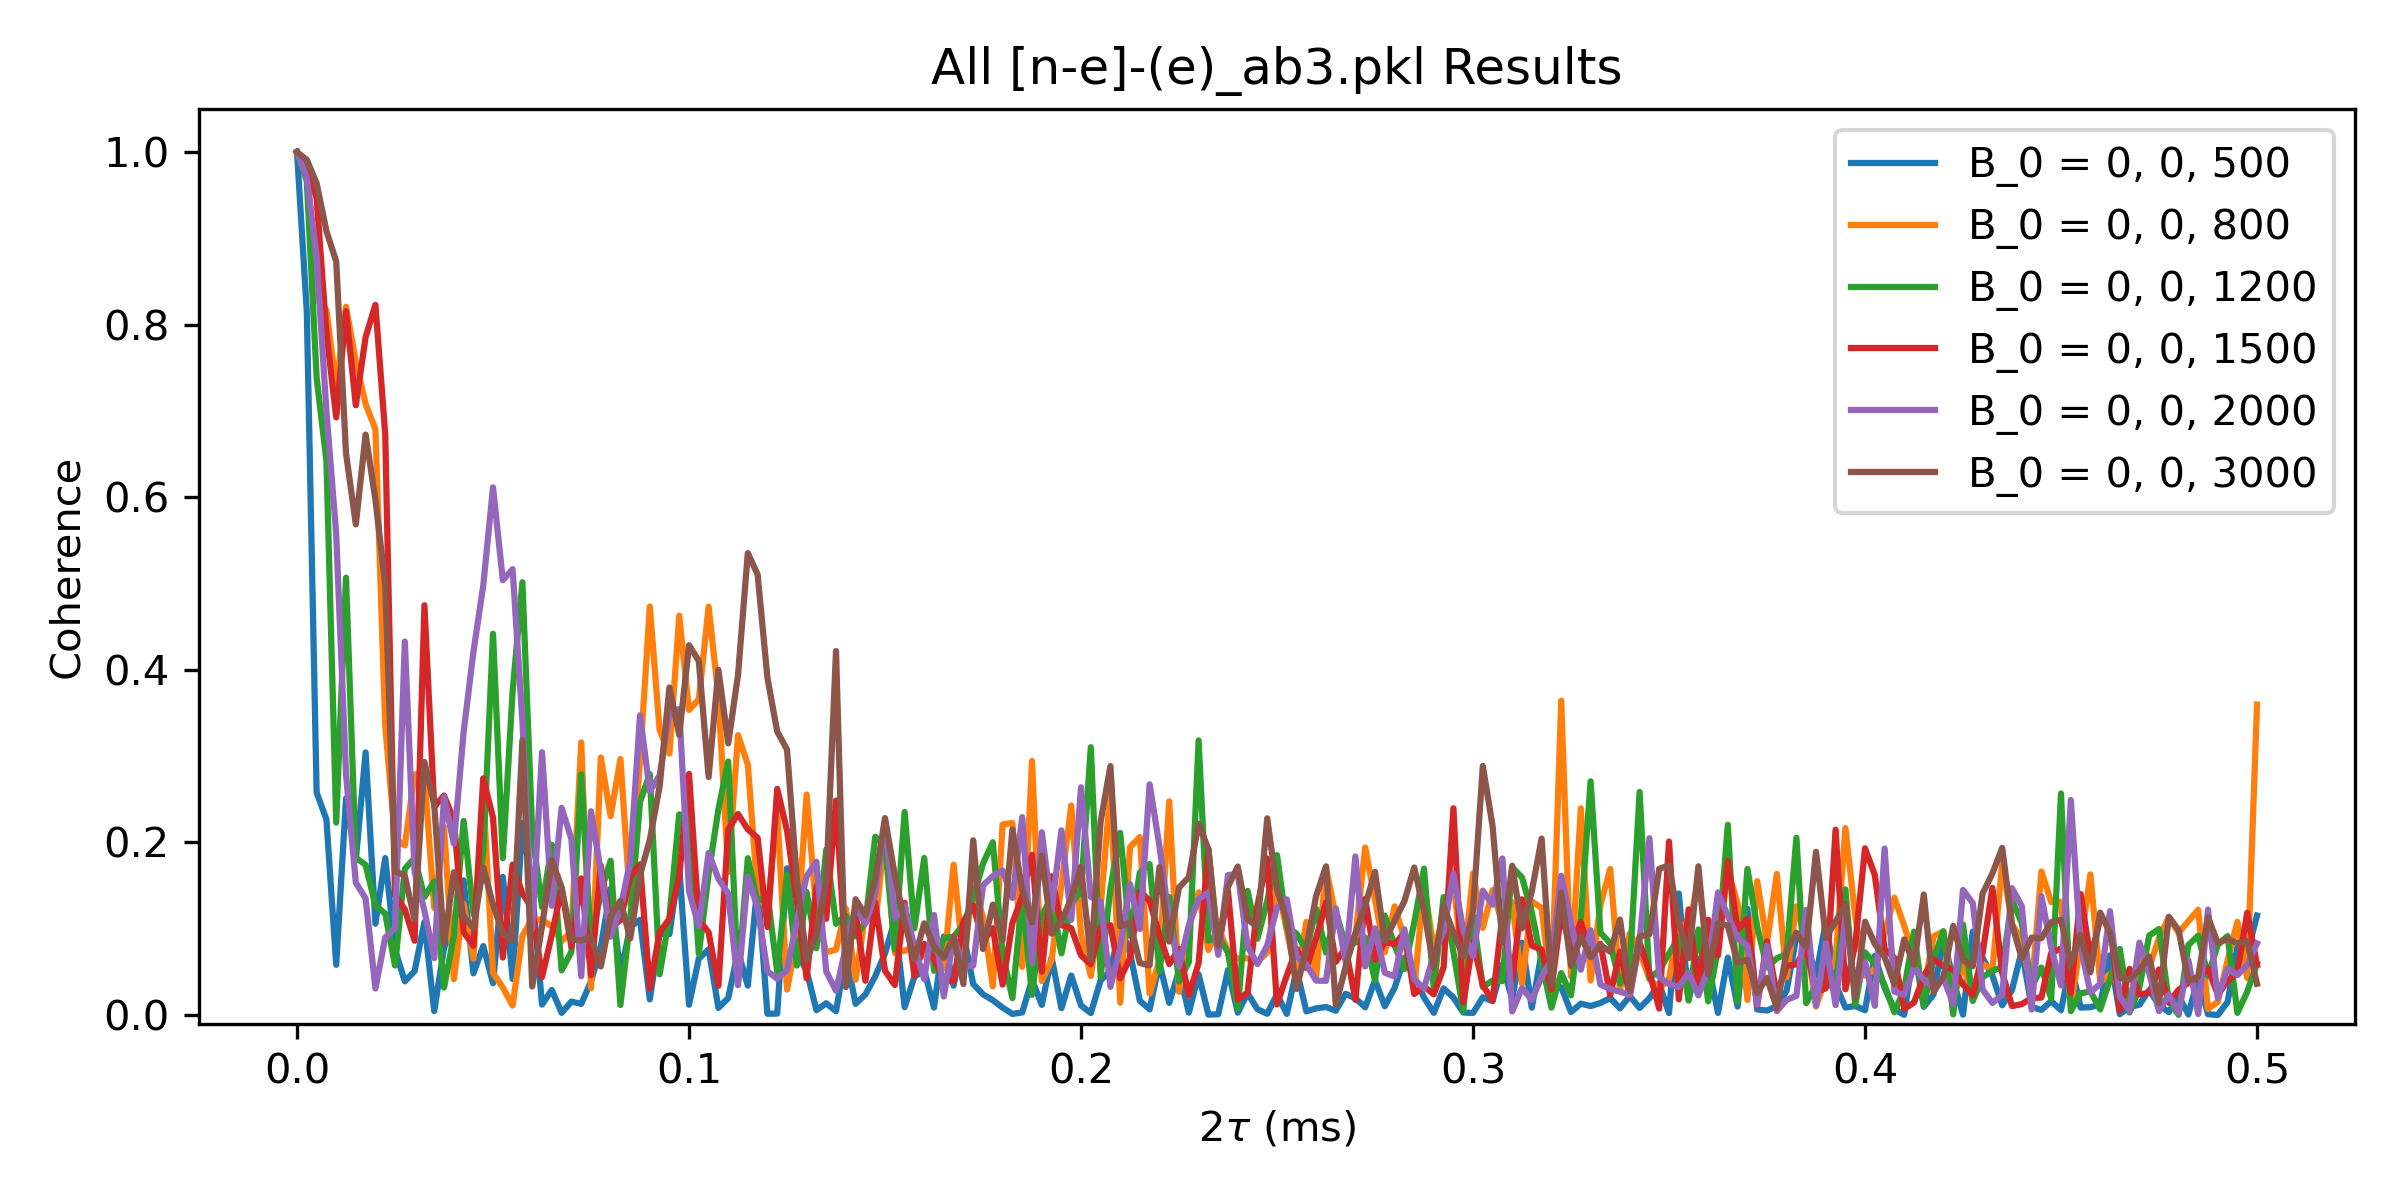 All [n-e]-(e)_ab3.pkl Results
Coherence
1.0
0.8
0.6
0.4
0.2
0.0
B_0 = 0, 0, 500
B_0 = 0, 0, 800
B_0 = 0, 0, 1200
B_0 = 0, 0, 1500
B_0 = 0, 0, 2000
B_0 = 0, 0, 3000
0.0 0.1 0.2 0.3 0.4 0.5
2τ (ms)